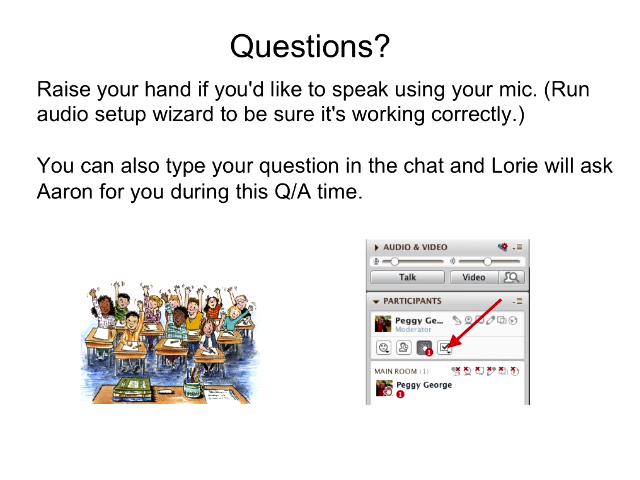 Questions?
Raise your hand if you'd like to speak using your mic. (Run
audio setup wizard to be sure it's working correctly.)
You can also type your question in the chat and Lorie will ask
Aaron for you during this Q/A time.
AUDIO & VIDEO
Talk Video
PARTICIPANTS
Peggy Ge...
Moderator
1
MAIN ROOM (1)
Peggy George
1